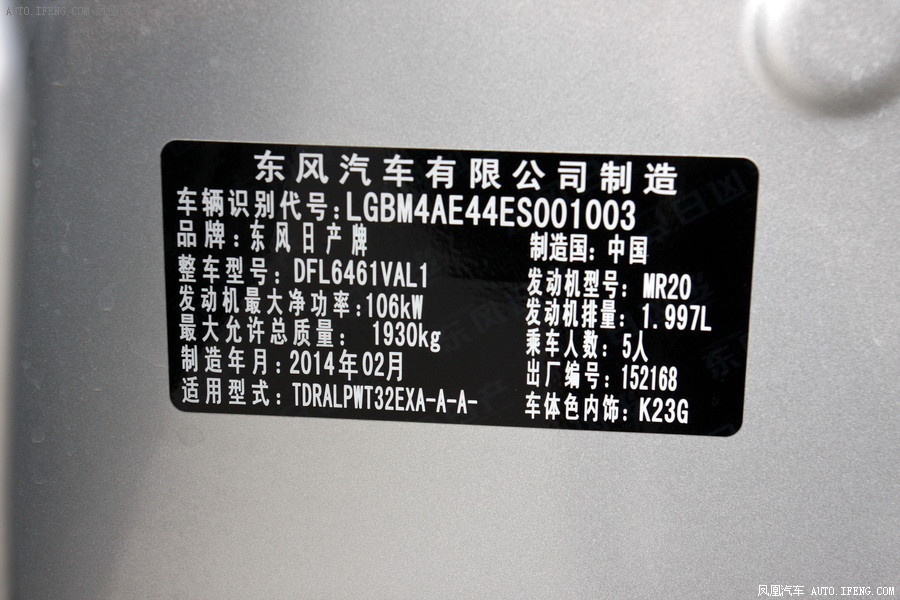 AUTO.IFENG.COM
东风汽车有限公司制造
车辆识别代号:LGBM4AE44ES001003
品牌:东风日产牌 制造国:中国
整车型号:DFL6461VAL1 发动机型号:MR20
发动机最大净功率:106kW 发动机排量:1.997L
最大允许总质量:1930kg 乘车人数:5人
制造年月:2014年02月 出厂编号:152168
适用型式:TDRALPWT32EXA-A-A- 车体色内饰:K23G
凤凰汽车 AUTO.IFENG.COM